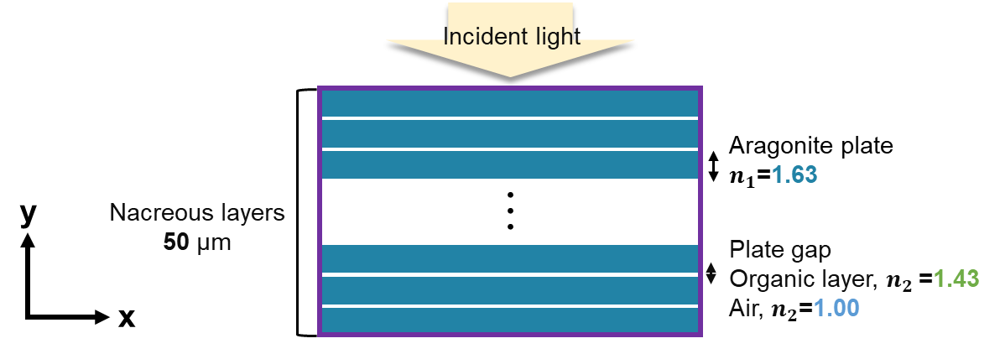 Incident light
Aragonite plate
n₁=1.63
Nacreous layers
50 μm
y
x
Plate gap
Organic layer, n₂ =1.43
Air, n₂=1.00